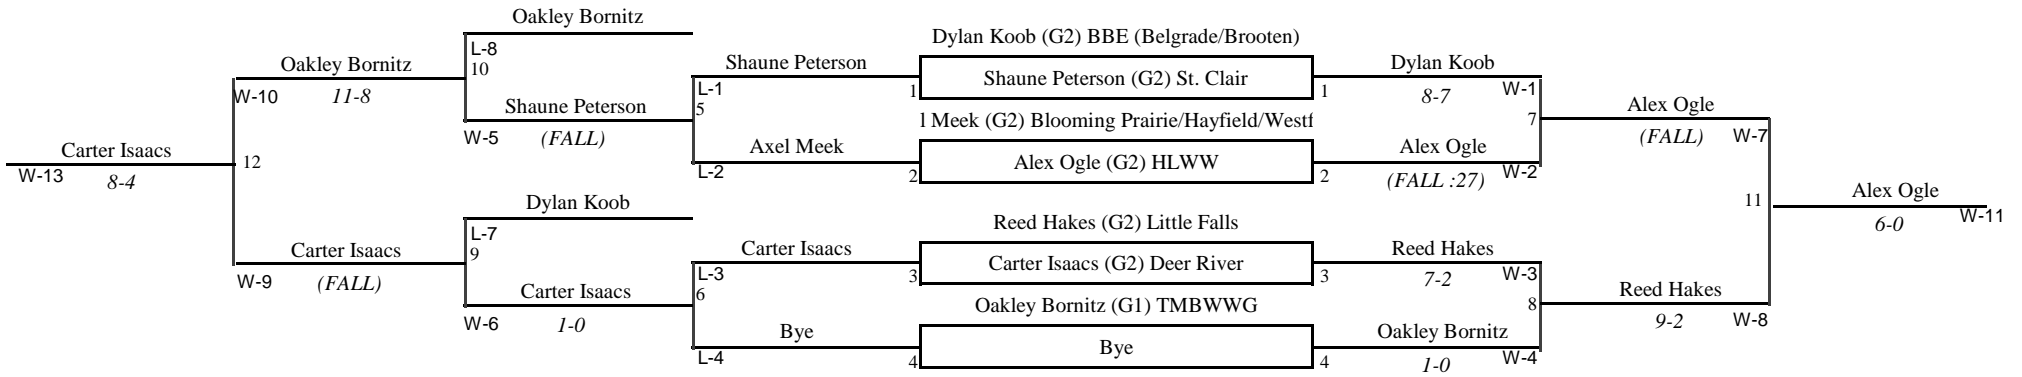 Oakley Bornitz
L-8
10
Oakley Bornitz
W-10
11-8
Shaune Peterson
W-5
(FALL)
Carter Isaacs
W-13
8-4
12
Dylan Koob
L-7
9
Carter Isaacs
W-9
(FALL)
Carter Isaacs
W-6
1-0
Shaune Peterson
L-1
5
1
Axel Meek
L-2
2
Carter Isaacs
L-3
6
3
Bye
L-4
4
Dylan Koob (G2) BBE (Belgrade/Brooten)
Shaune Peterson (G2) St. Clair
l Meek (G2) Blooming Prairie/Hayfield/Westf
Alex Ogle (G2) HLWW
Reed Hakes (G2) Little Falls
Carter Isaacs (G2) Deer River
Oakley Bornitz (G1) TMBWWG
Bye
Dylan Koob
1
8-7
W-1
7
Alex Ogle
2
(FALL :27)
W-2
Reed Hakes
3
7-2
W-3
8
Oakley Bornitz
4
1-0
W-4
Alex Ogle
(FALL)
W-7
11
Reed Hakes
9-2
W-8
Alex Ogle
6-0
W-11